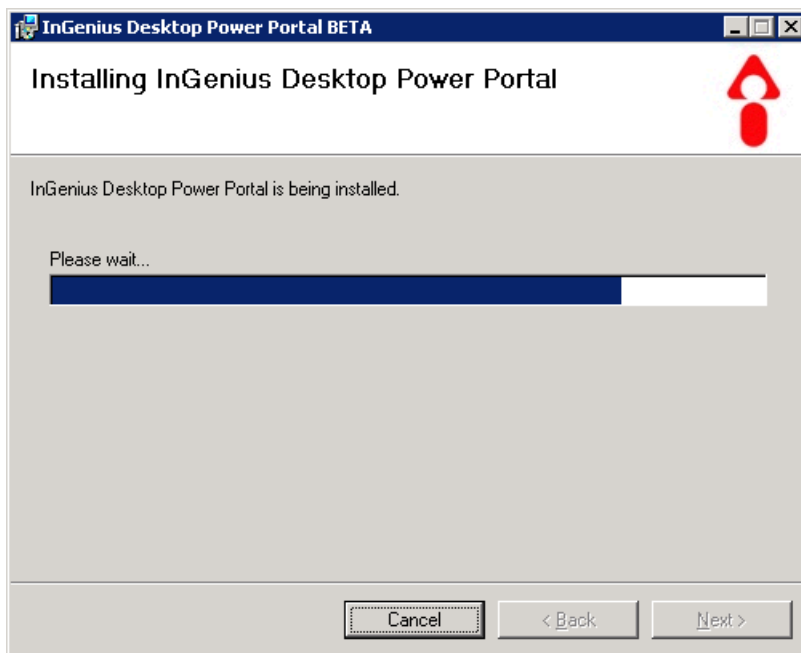 InGenius Desktop Power Portal BETA
Installing InGenius Desktop Power Portal
InGenius Desktop Power Portal is being installed.
Please wait...
Cancel
< Back
Next >